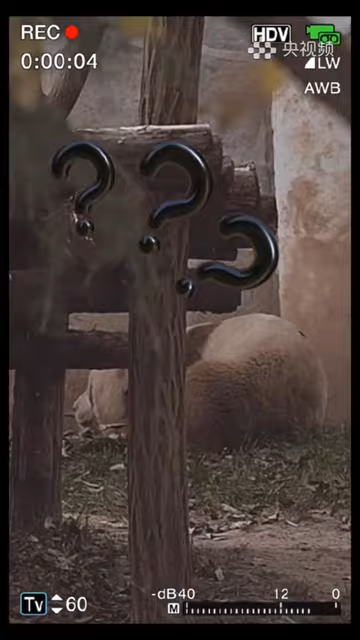 REC
HDV
央视频
0:00:04
LW
AWB
???
Tv 60
-dB40 12 0
M